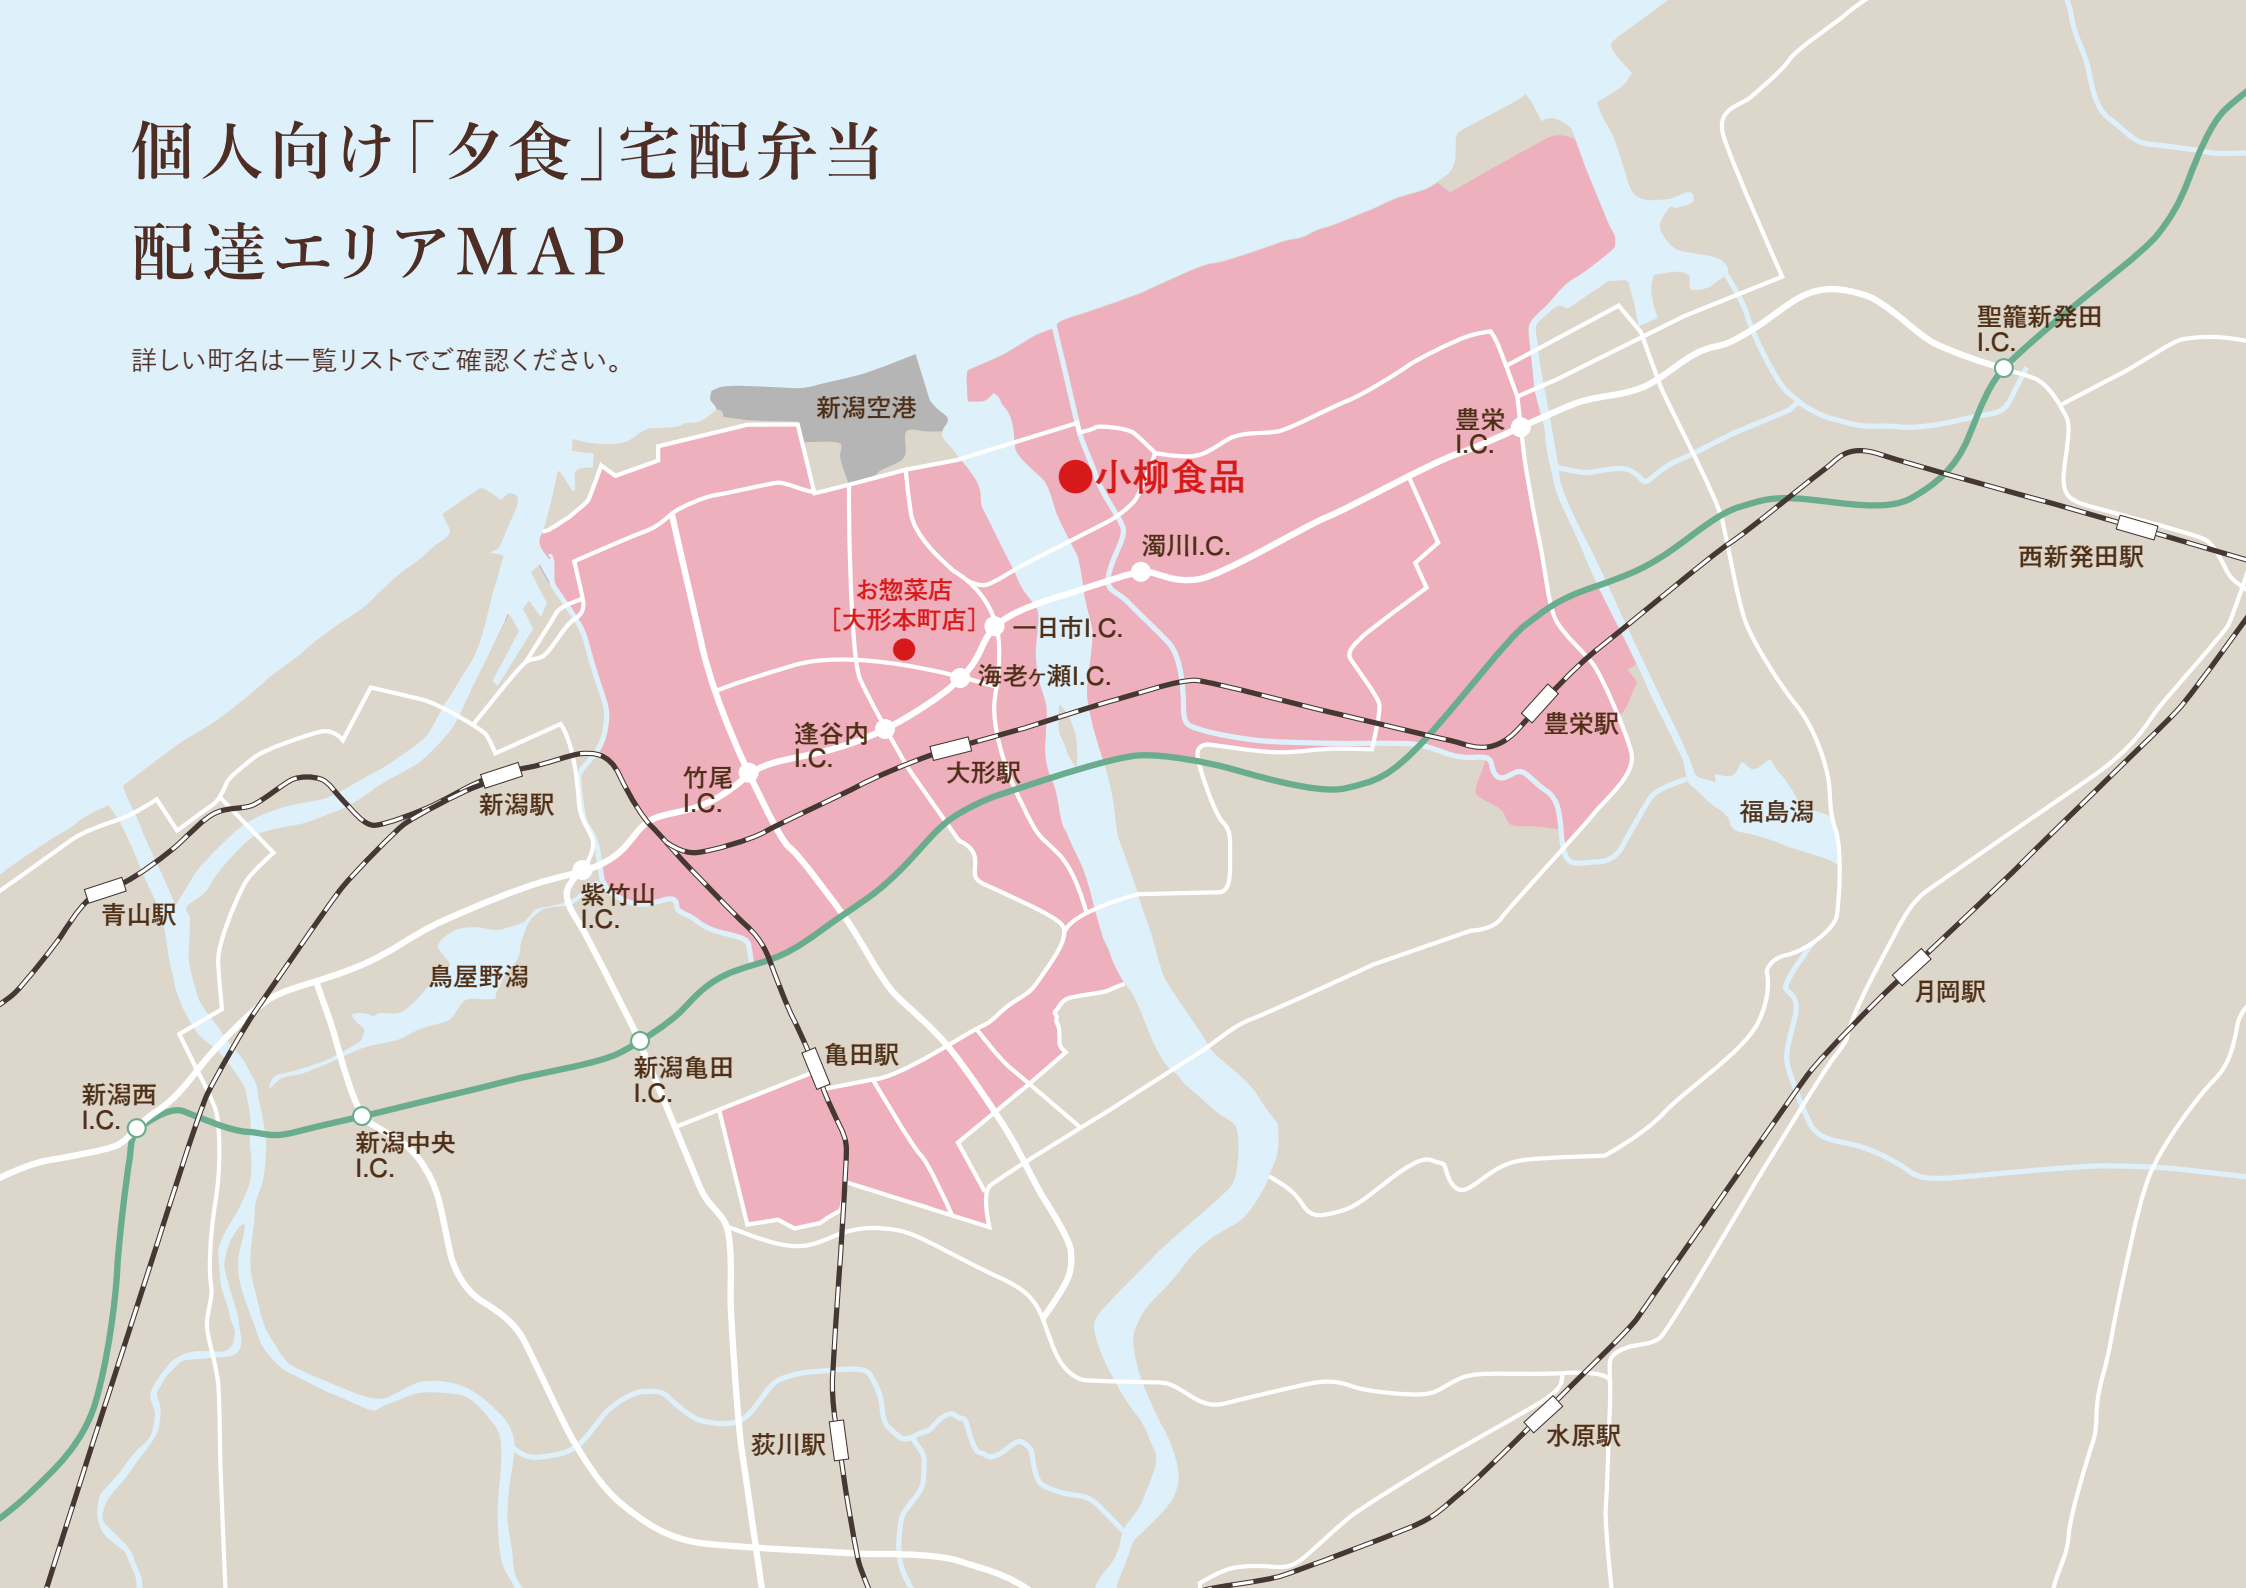 個人向け「夕食」宅配弁当
配達エリアMAP
詳しい町名は一覧リストでご確認ください。
新潟空港
聖籠新発田
I.C.
豊栄
I.C.
小柳食品
濁川I.C.
西新発田駅
お惣菜店
［大形本町店］
一日市I.C.
海老ヶ瀬I.C.
豊栄駅
逢谷内
I.C.
大形駅
竹尾
I.C.
新潟駅
福島潟
紫竹山
I.C.
青山駅
鳥屋野潟
月岡駅
亀田駅
新潟亀田
I.C.
新潟西
I.C.
新潟中央
I.C.
荻川駅
水原駅